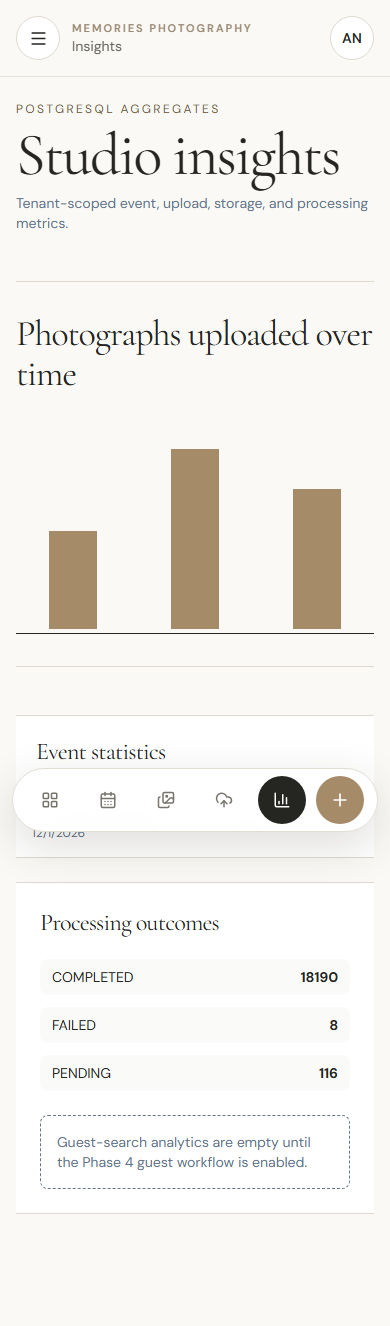 MEMORIES PHOTOGRAPHY
Insights
AN
POSTGRESQL AGGREGATES
Studio insights
Tenant-scoped event, upload, storage, and processing
metrics.
Photographs uploaded over
time
Event statistics
12/1/2026
Processing outcomes
COMPLETED 18190
FAILED 8
PENDING 116
Guest-search analytics are empty until
the Phase 4 guest workflow is enabled.